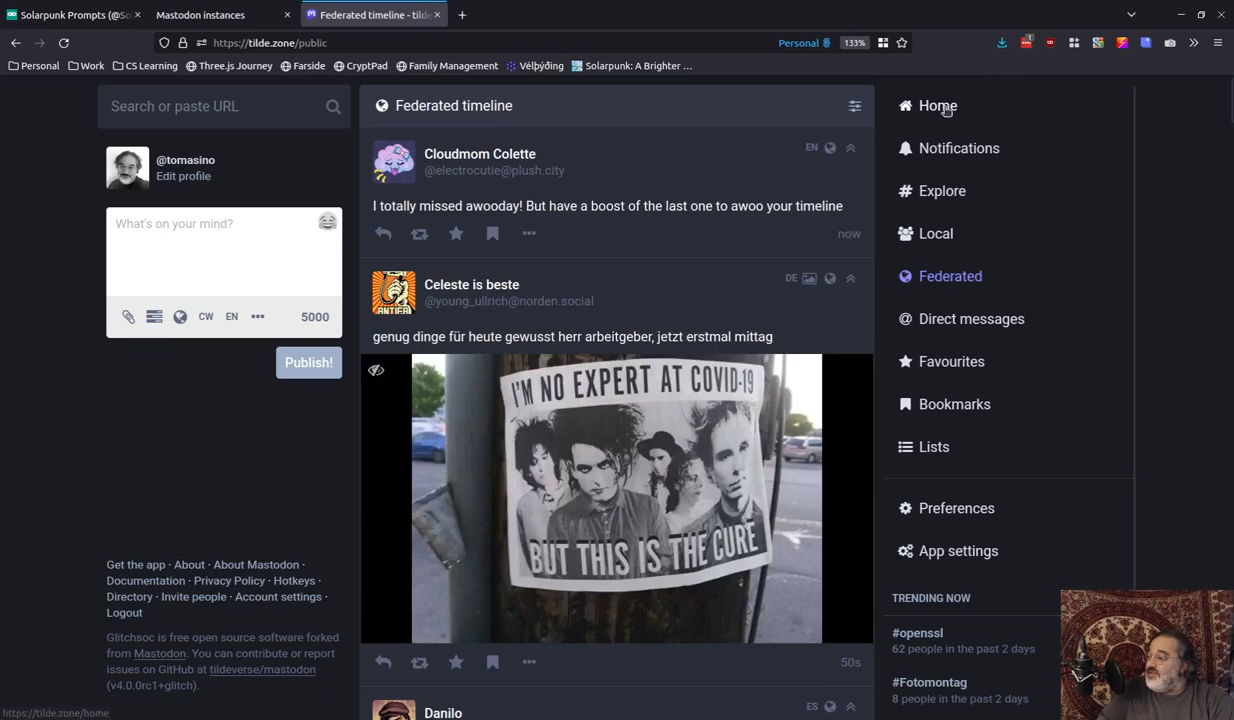 Solarpunk Prompts (@So
Mastodon instances
Federated timeline - tilde
https://tilde.zone/public
Personal
133%
1
Personal
Work
CS Learning
Three.js Journey
Farside
CryptPad
Family Management
Vélþýðing
Solarpunk: A Brighter ...
Search or paste URL
@tomasino
Edit profile
What's on your mind?
CW
EN
5000
Publish!
Get the app · About · About Mastodon ·
Documentation · Privacy Policy · Hotkeys ·
Directory · Invite people · Account settings ·
Logout
Glitchsoc is free open source software forked
from Mastodon. You can contribute or report
issues on GitHub at tildeverse/mastodon
(v4.0.0rc1+glitch).
https://tilde.zone/home
Federated timeline
Cloudmom Colette
EN
@electrocutie@plush.city
I totally missed awooday! But have a boost of the last one to awoo your timeline
now
Celeste is beste
DE
@young_ullrich@norden.social
genug dinge für heute gewusst herr arbeitgeber, jetzt erstmal mittag
I'M NO EXPERT AT COVID-19
BUT THIS IS THE CURE
50s
Danilo
ES
Home
Notifications
Explore
Local
Federated
Direct messages
Favourites
Bookmarks
Lists
Preferences
App settings
TRENDING NOW
#openssl
62 people in the past 2 days
#Fotomontag
8 people in the past 2 days